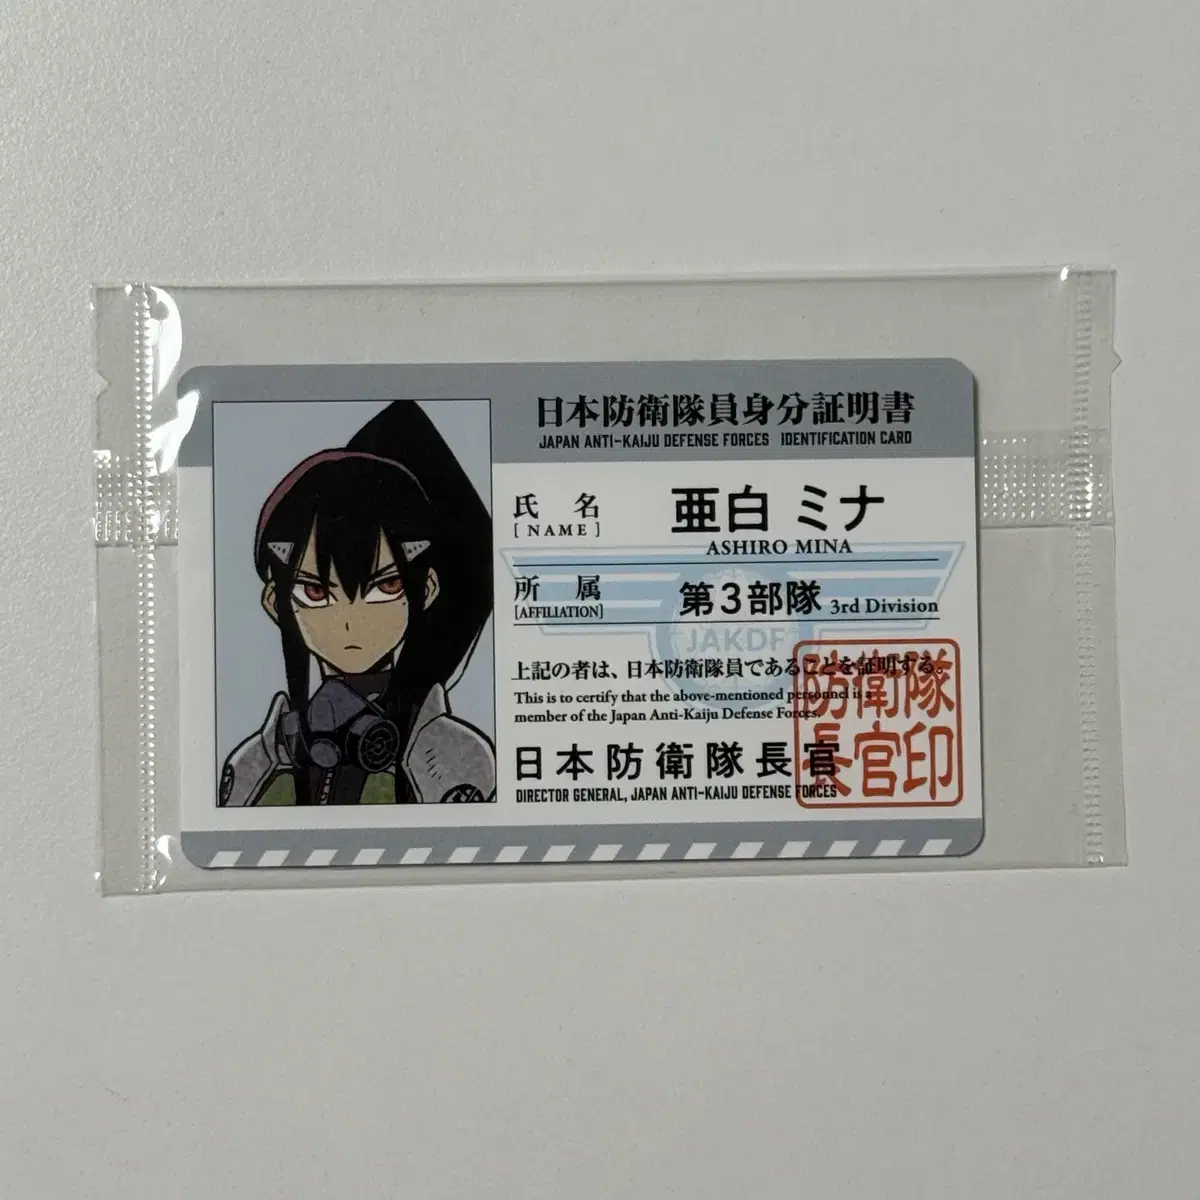 日本防衛隊員身分証明書
JAPAN ANTI-KAIJU DEFENSE FORCES IDENTIFICATION CARD
氏 名 亜白 ミナ
[NAME] ASHIRO MINA
所 属 第3部隊 3rd Division
[AFFILIATION]
JAKDF
上記の者は、日本防衛隊員であることを証明する。
This is to certify that the above-mentioned personnel is a
member of the Japan Anti-Kaiju Defense Forces.
日本防衛隊長官
DIRECTOR GENERAL, JAPAN ANTI-KAIJU DEFENSE FORCES
防衛隊
長官印